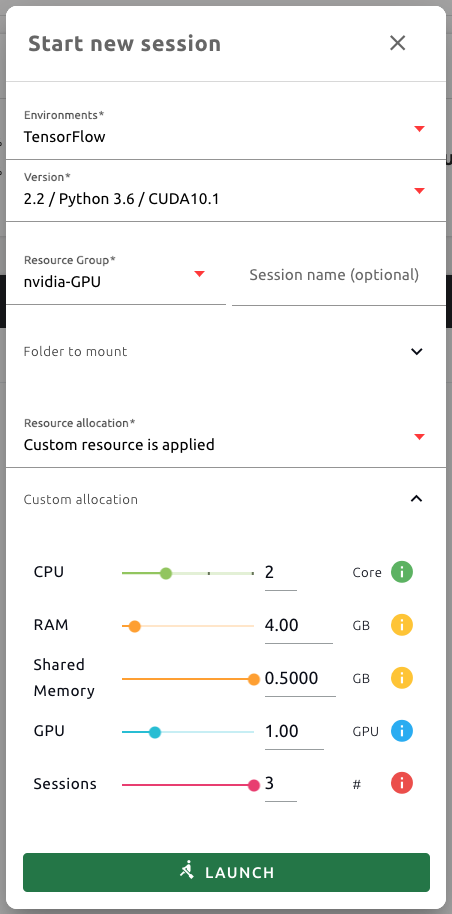 Start new session
Environments*
TensorFlow
Version*
2.2 / Python 3.6 / CUDA10.1
Resource Group*
nvidia-GPU
Session name (optional)
Folder to mount
Resource allocation*
Custom resource is applied
Custom allocation
CPU 2 Core
RAM 4.00 GB
Shared
Memory 0.5000 GB
GPU 1.00 GPU
Sessions 3 #
LAUNCH